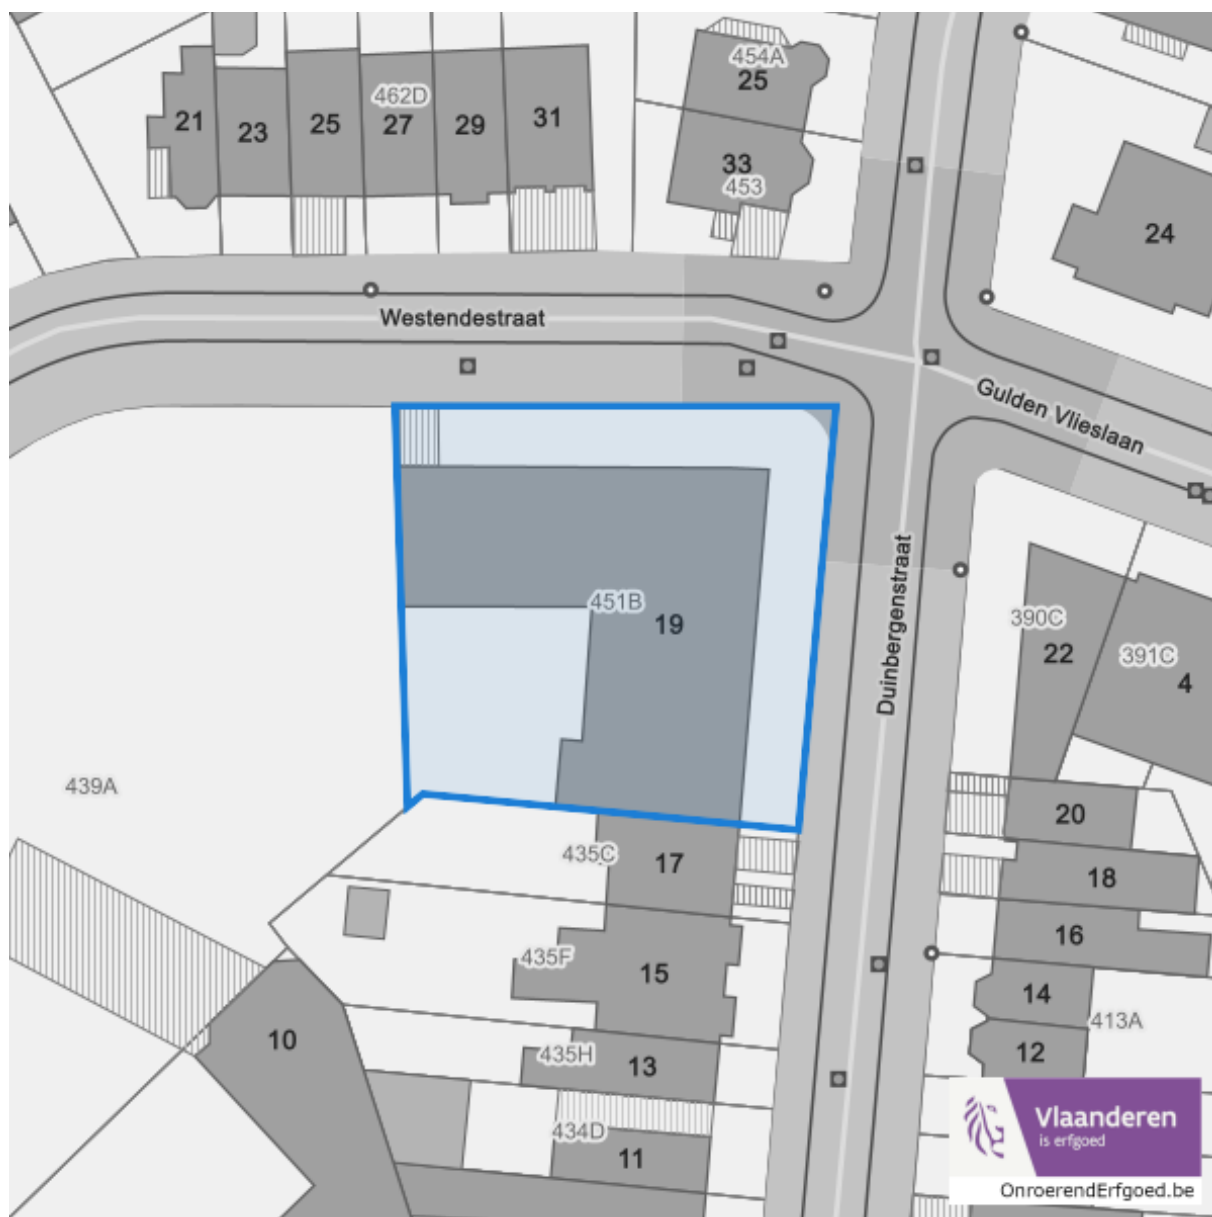 454A
25
462D
21
23
25
27
29
31
33
453
24
Westendestraat
Gulden Vlieslaan
451B
19
Duinbergenstraat
390C
22
391C
4
439A
20
435C
17
18
16
435F
15
14
413A
10
435H
13
12
434D
11
Vlaanderen
is erfgoed
OnroerendErfgoed.be